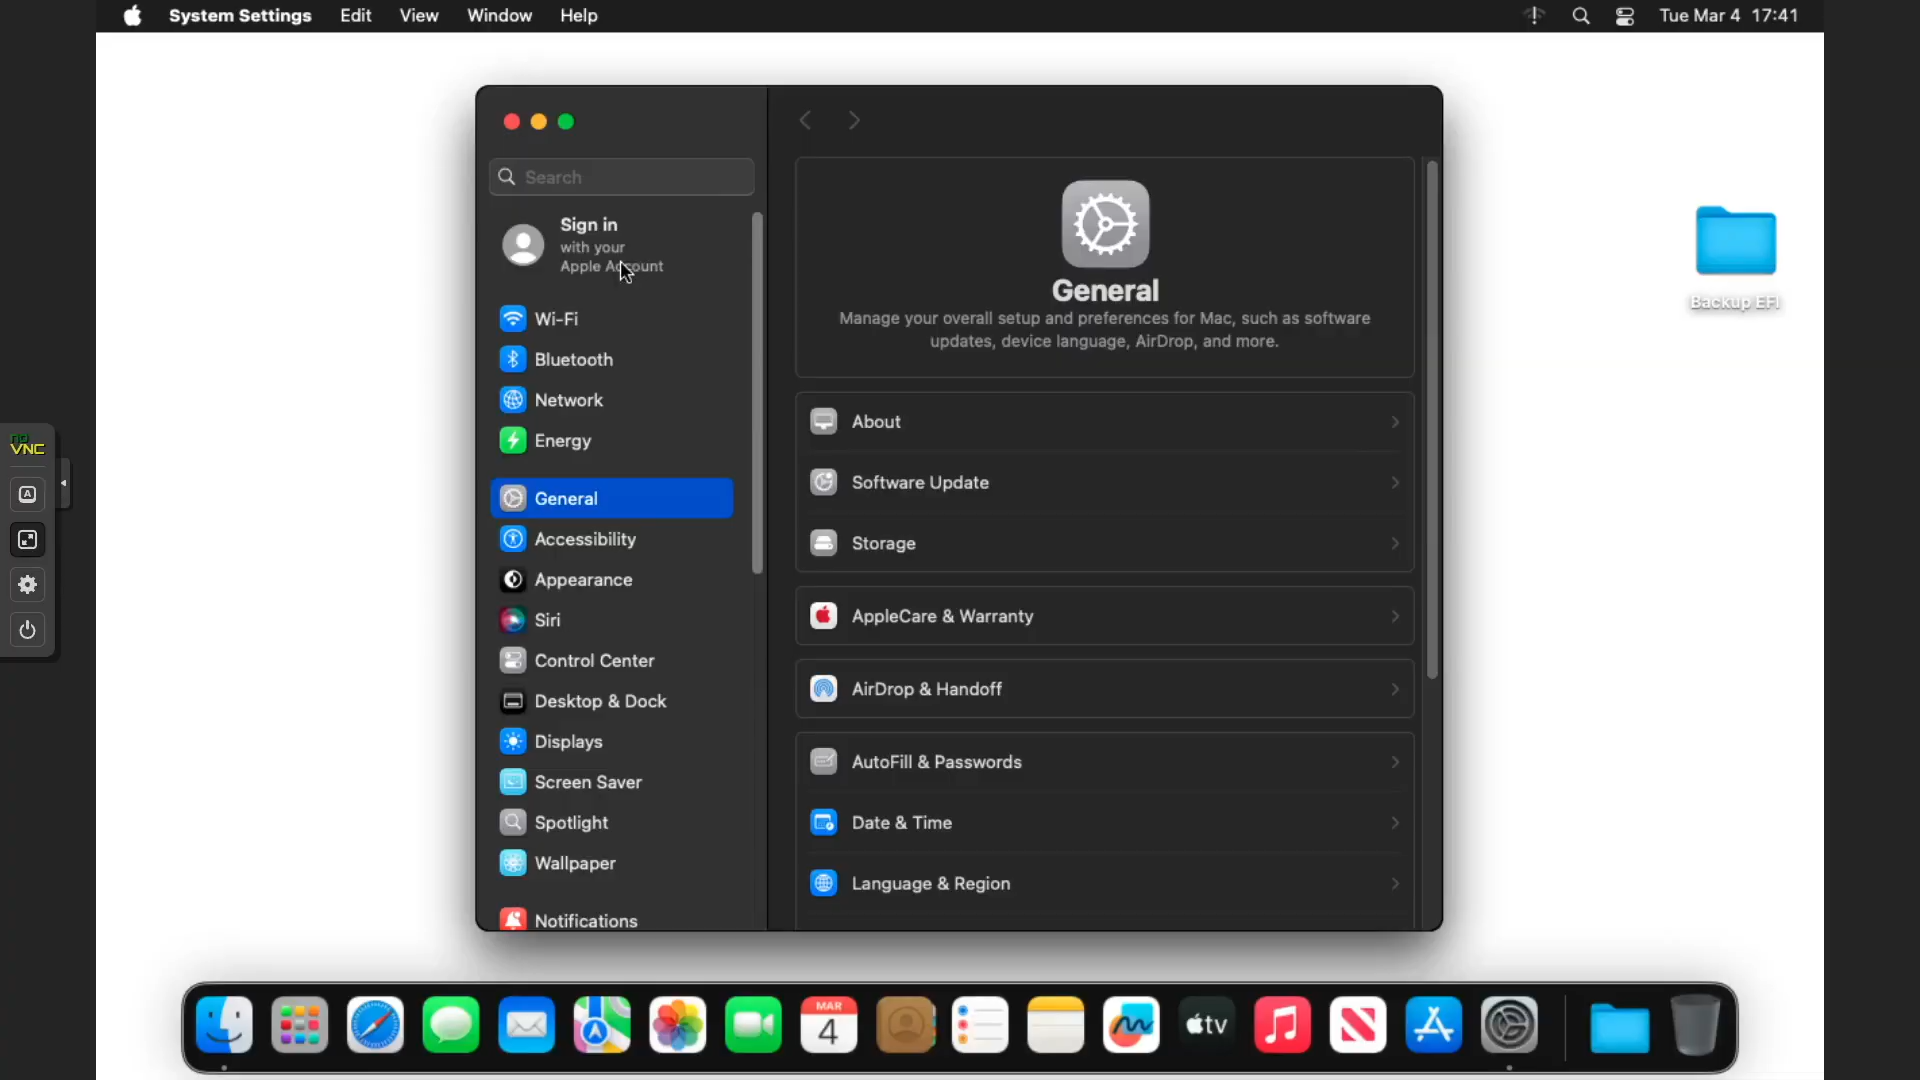 System Settings Edit View Window Help
Tue Mar 4 17:41
Search
Sign in
with your
Apple Account
Wi-Fi
Bluetooth
Network
Energy
General
Accessibility
Appearance
Siri
Control Center
Desktop & Dock
Displays
Screen Saver
Spotlight
Wallpaper
Notifications
General
Manage your overall setup and preferences for Mac, such as software
updates, device language, AirDrop, and more.
About
Software Update
Storage
AppleCare & Warranty
AirDrop & Handoff
AutoFill & Passwords
Date & Time
Language & Region
Backup EFI
no
VNC
A
MAR
4
tv